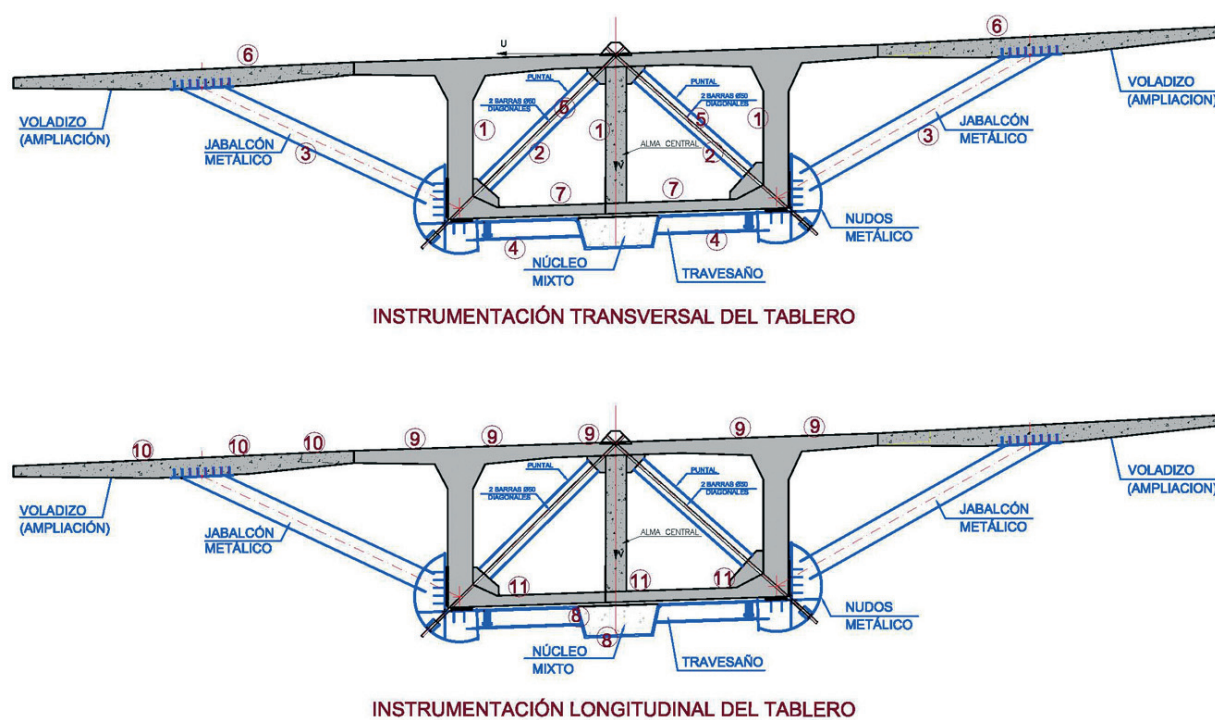 6
6
U
VOLADIZO
(AMPLIACIÓN)
JABALCÓN
METÁLICO
3
1
PUNTAL
2 BARRAS Ø50
DIAGONALES
5
2
1
ALMA CENTRAL
V
PUNTAL
2 BARRAS Ø50
DIAGONALES
5
2
1
3
JABALCÓN
METÁLICO
VOLADIZO
(AMPLIACION)
7
7
4
4
NÚCLEO
MIXTO
TRAVESAÑO
NUDOS
METÁLICO
INSTRUMENTACIÓN TRANSVERSAL DEL TABLERO
10
10
10
9
9
9
9
9
VOLADIZO
(AMPLIACIÓN)
JABALCÓN
METÁLICO
PUNTAL
2 BARRAS Ø50
DIAGONALES
ALMA CENTRAL
V
PUNTAL
2 BARRAS Ø50
DIAGONALES
JABALCÓN
METÁLICO
VOLADIZO
(AMPLIACION)
11
11
11
8
8
NÚCLEO
MIXTO
TRAVESAÑO
NUDOS
METÁLICO
INSTRUMENTACIÓN LONGITUDINAL DEL TABLERO